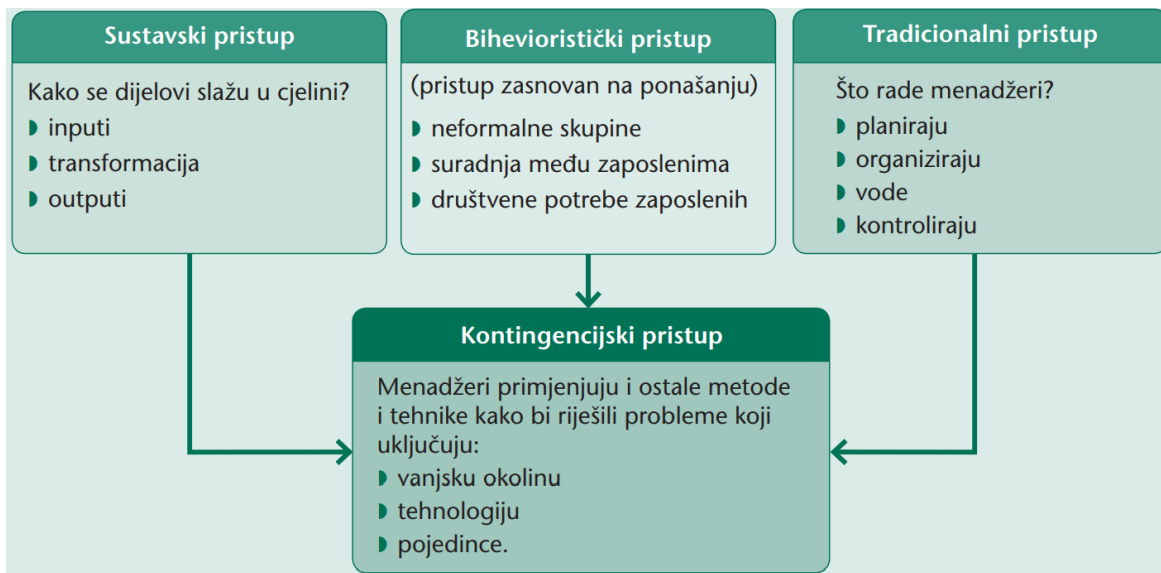 Sustavski pristup
Kako se dijelovi slažu u cjelini?
◗ inputi
◗ transformacija
◗ outputi
Bihevioristički pristup
(pristup zasnovan na ponašanju)
◗ neformalne skupine
◗ suradnja među zaposlenima
◗ društvene potrebe zaposlenih
Tradicionalni pristup
Što rade menadžeri?
◗ planiraju
◗ organiziraju
◗ vode
◗ kontroliraju
Kontingencijski pristup
Menadžeri primjenjuju i ostale metode
i tehnike kako bi riješili probleme koji
uključuju:
◗ vanjsku okolinu
◗ tehnologiju
◗ pojedince.